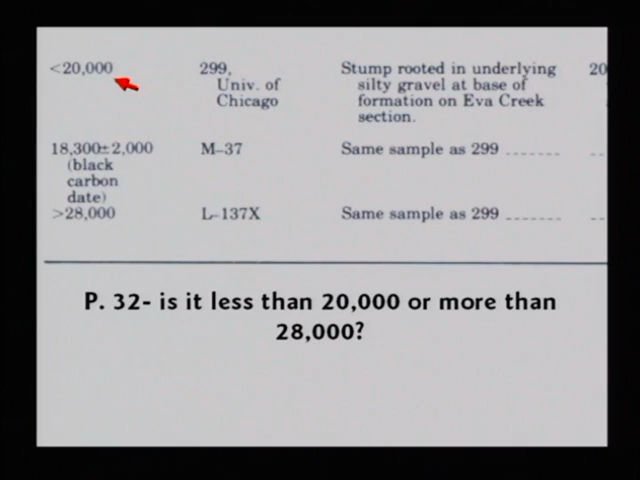 <20,000 299, Stump rooted in underlying 20
Univ. of silty gravel at base of
Chicago formation on Eva Creek
section.
18,300±2,000 M–37 Same sample as 299
(black
carbon
date)
>28,000 L–137X Same sample as 299
P. 32- is it less than 20,000 or more than
28,000?